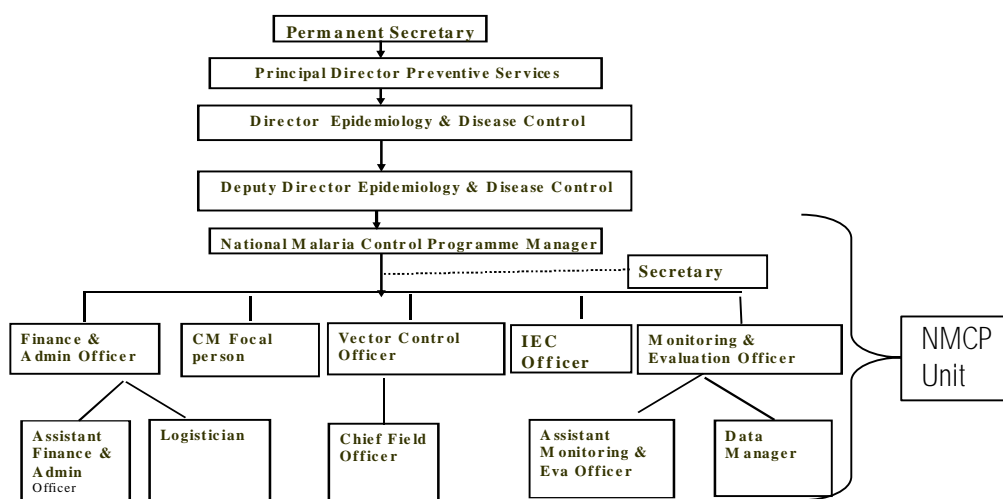 Permanent Secretary
Principal Director Preventive Services
Director Epidemiology & Disease Control
Deputy Director Epidemiology & Disease Control
National Malaria Control Programme Manager
Secretary
Finance &
Admin Officer
CM Focal
person
Vector Control
Officer
IEC
Officer
Monitoring &
Evaluation Officer
NMCP
Unit
Assistant
Finance &
Admin
Officer
Logistician
Chief Field
Officer
Assistant
Monitoring &
Eva Officer
Data
Manager